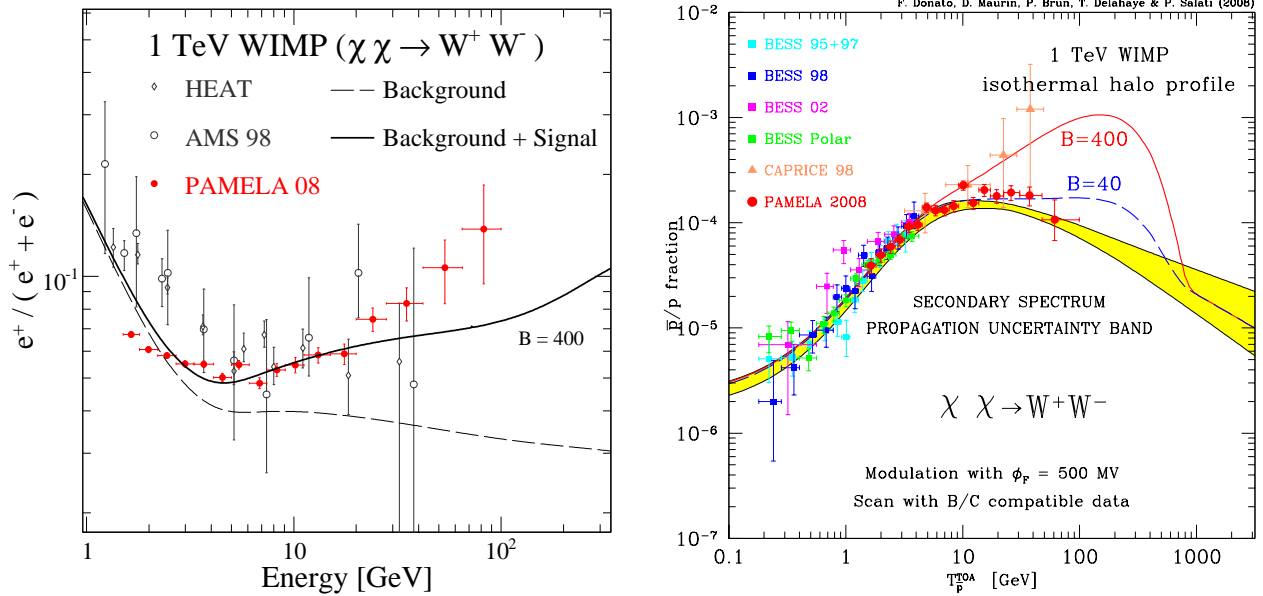 1 TeV WIMP (χ χ → W⁺ W⁻)
HEAT
AMS 98
PAMELA 08
Background
Background + Signal
B = 400
e⁺ / ( e⁺ + e⁻ )
10⁻¹
1
10
10²
Energy [GeV]
F. Donato, D. Maurin, P. Brun, T. Delahaye & P. Salati (2008)
10⁻²
10⁻³
10⁻⁴
10⁻⁵
10⁻⁶
10⁻⁷
BESS 95+97
BESS 98
BESS 02
BESS Polar
CAPRICE 98
PAMELA 2008
1 TeV WIMP
isothermal halo profile
B=400
B=40
SECONDARY SPECTRUM
PROPAGATION UNCERTAINTY BAND
χ χ→W⁺W⁻
Modulation with ϕF = 500 MV
Scan with B/C compatible data
p̅/p fraction
0.1
1
10
100
1000
Tp̅ᵀᴼᴬ [GeV]